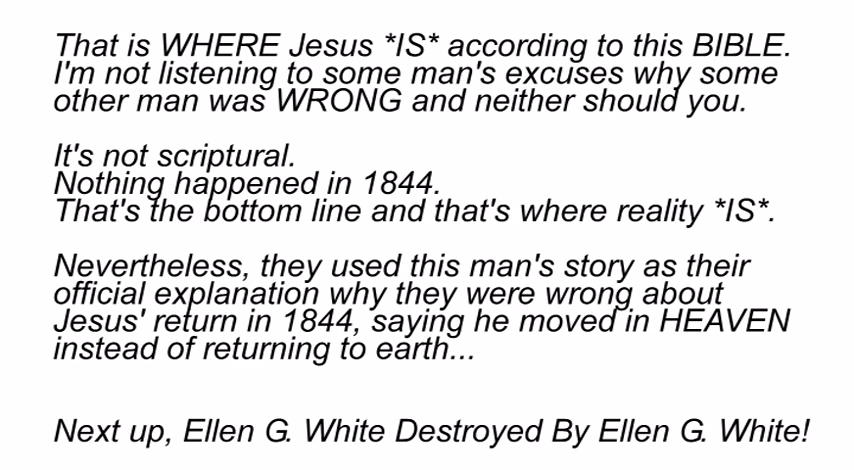 That is WHERE Jesus *IS* according to this BIBLE.
I'm not listening to some man's excuses why some
other man was WRONG and neither should you.
It's not scriptural.
Nothing happened in 1844.
That's the bottom line and that's where reality *IS*.
Nevertheless, they used this man's story as their
official explanation why they were wrong about
Jesus' return in 1844, saying he moved in HEAVEN
instead of returning to earth...
Next up, Ellen G. White Destroyed By Ellen G. White!